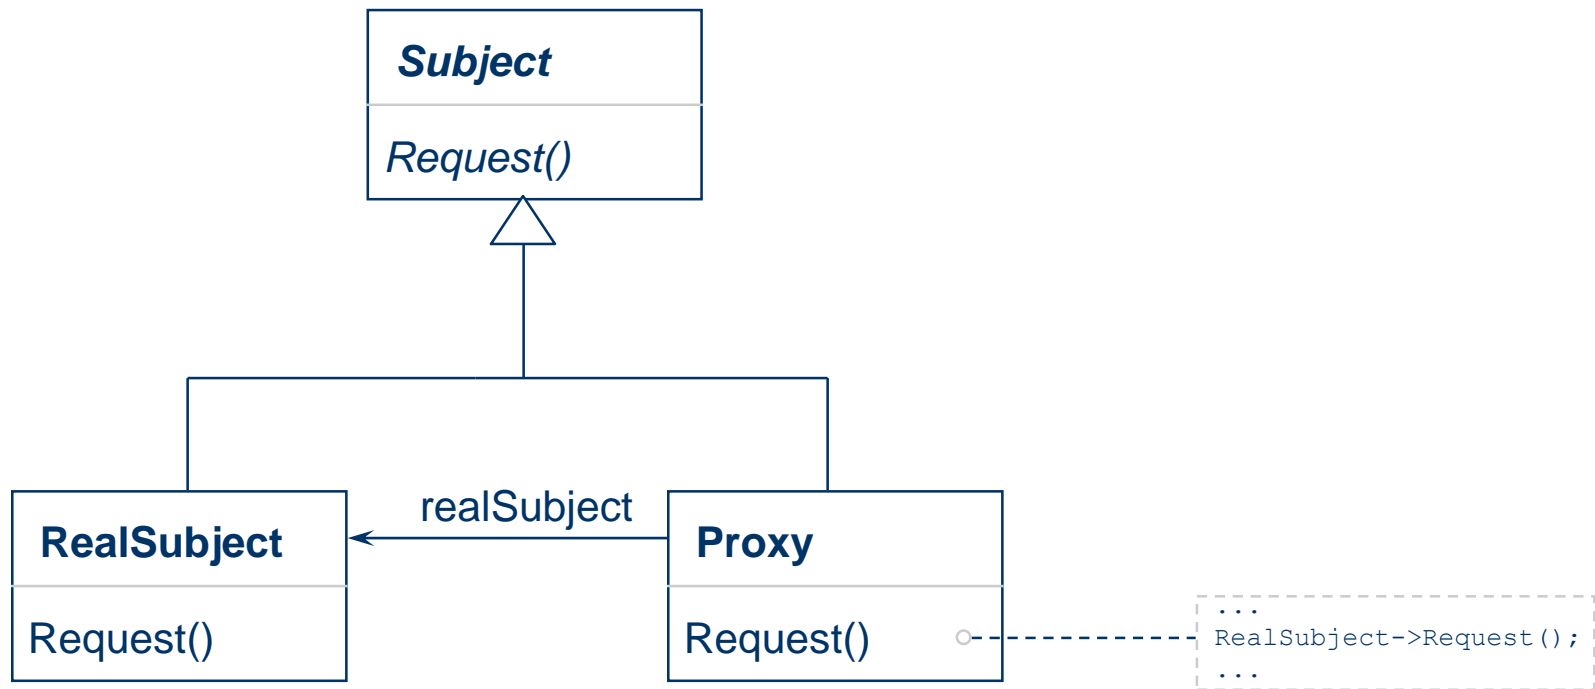 Subject
Request()
realSubject
RealSubject
Request()
Proxy
Request()
...
RealSubject->Request();
...